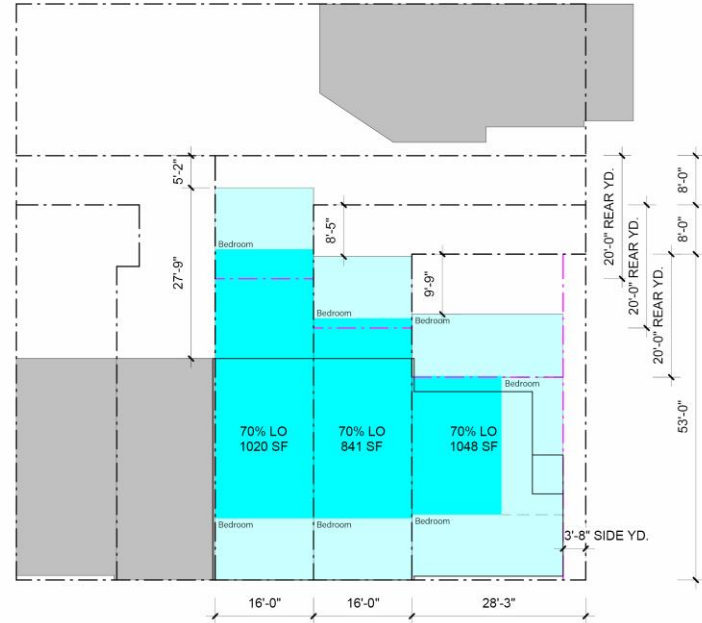 5'-2"
27'-9"
8'-5"
9'-9"
20'-0" REAR YD.
20'-0" REAR YD.
20'-0" REAR YD.
8'-0"
8'-0"
53'-0"
Bedroom
Bedroom
Bedroom
Bedroom
70% LO
1020 SF
70% LO
841 SF
70% LO
1048 SF
Bedroom
Bedroom
Bedroom
3'-8" SIDE YD.
16'-0"
16'-0"
28'-3"